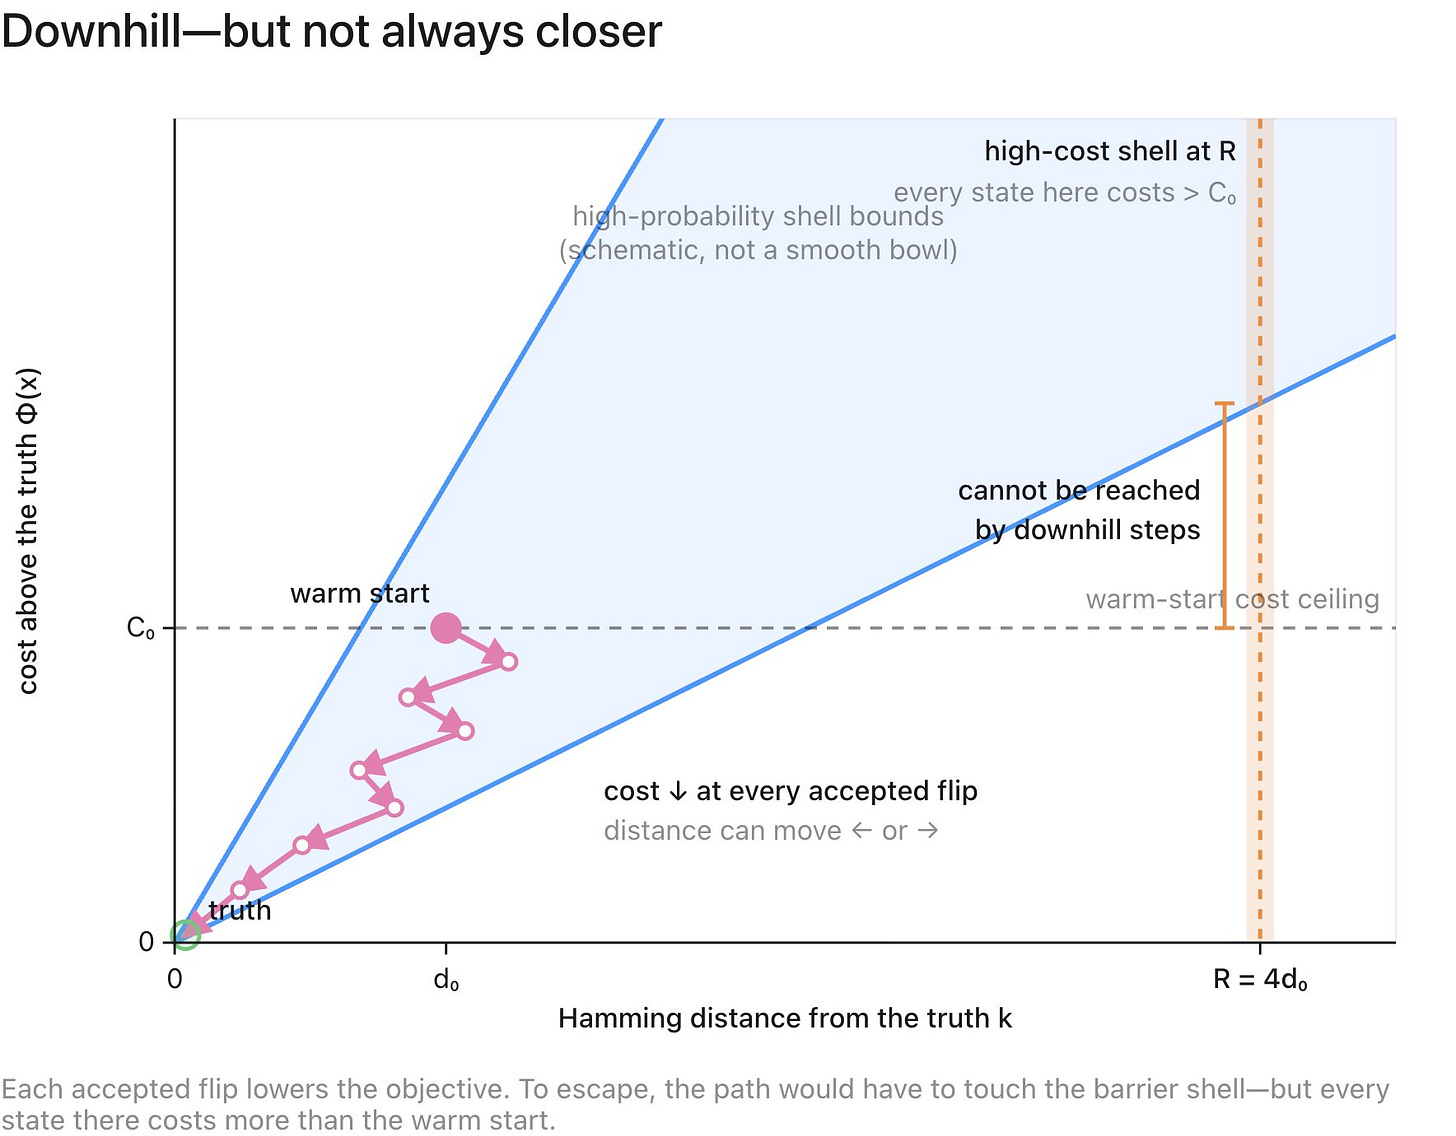 Downhill—but not always closer
high-cost shell at R
every state here costs > C₀
high-probability shell bounds
(schematic, not a smooth bowl)
cost above the truth Φ(x)
cannot be reached
by downhill steps
warm start
warm-start cost ceiling
C₀
cost ↓ at every accepted flip
distance can move ← or →
truth
0
0
d₀
R = 4d₀
Hamming distance from the truth k
Each accepted flip lowers the objective. To escape, the path would have to touch the barrier shell—but every
state there costs more than the warm start.